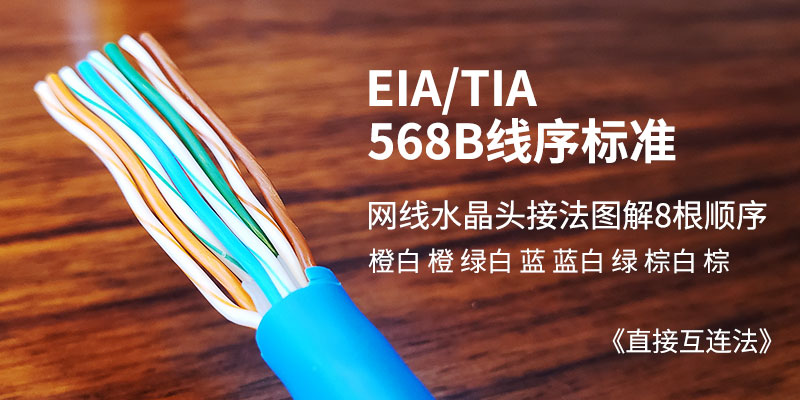 EIA/TIA
568B线序标准
网线水晶头接法图解8根顺序
橙白 橙 绿白 蓝 蓝白 绿 棕白 棕
《直接互连法》